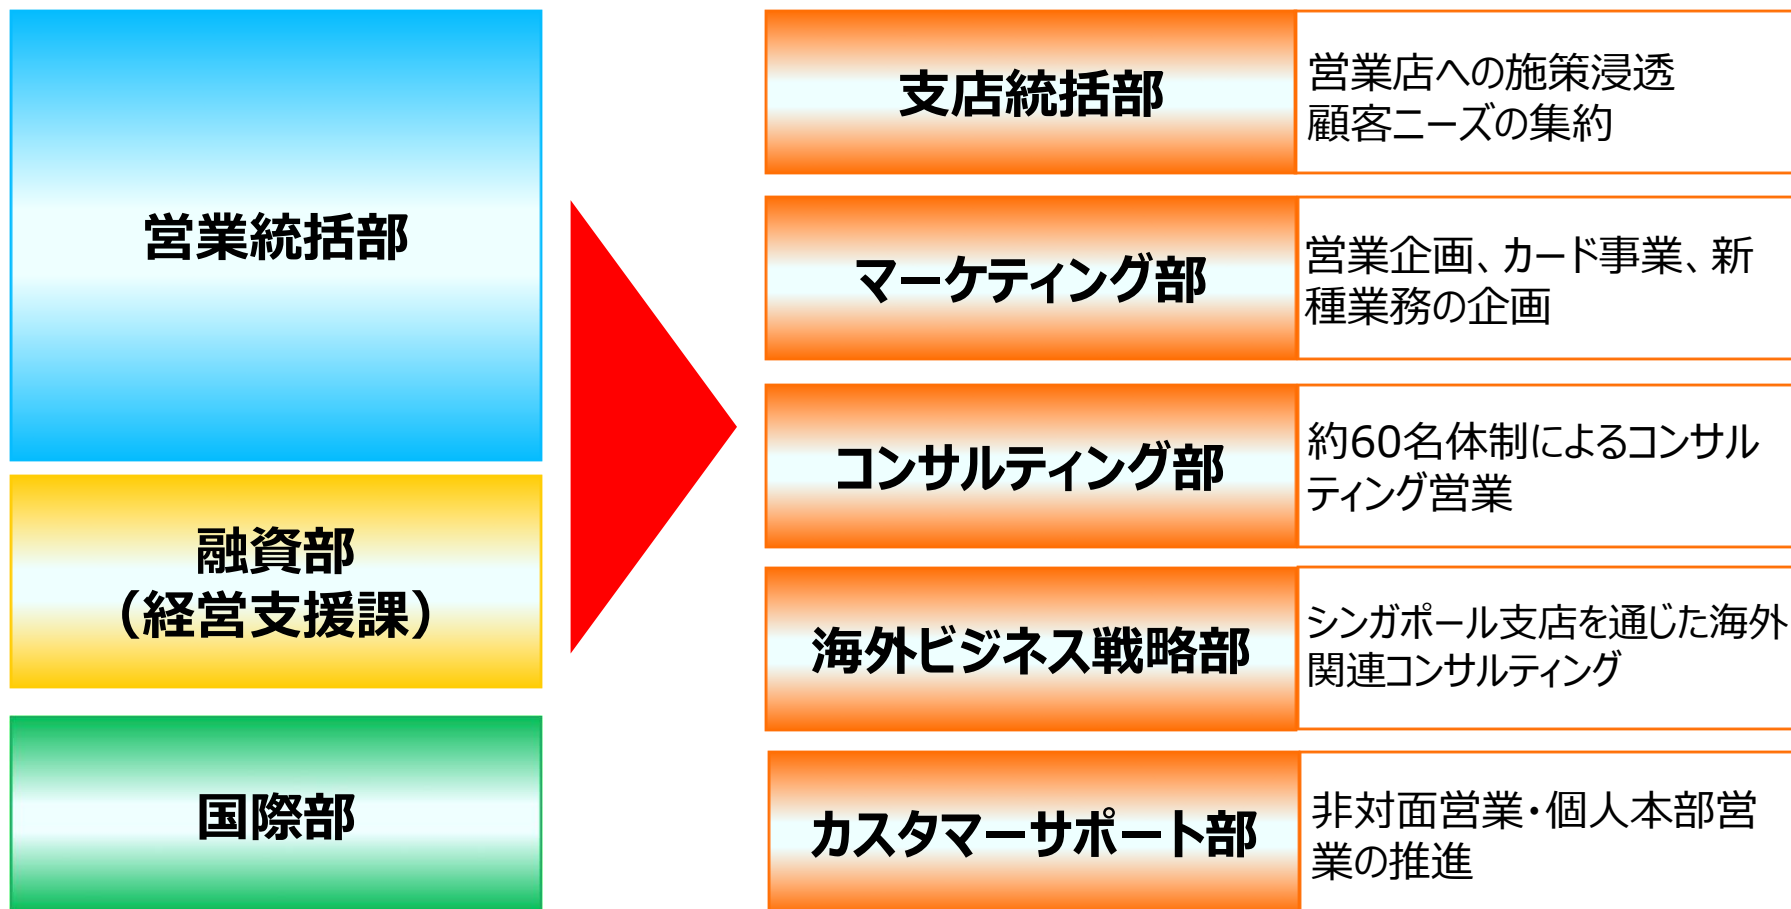 営業統括部
融資部
（経営支援課）
国際部
支店統括部
営業店への施策浸透
顧客ニーズの集約
マーケティング部
営業企画、カード事業、新
種業務の企画
コンサルティング部
約60名体制によるコンサル
ティング営業
海外ビジネス戦略部
シンガポール支店を通じた海外
関連コンサルティング
カスタマーサポート部
非対面営業・個人本部営
業の推進